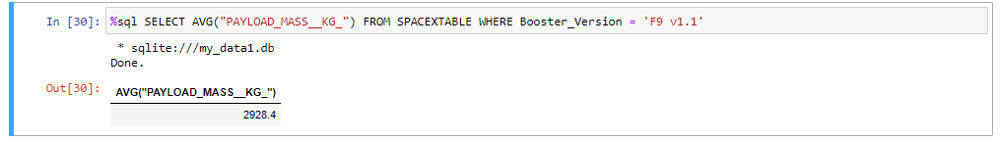 In [30]: %sql SELECT AVG("PAYLOAD_MASS__KG_") FROM SPACEXTABLE WHERE Booster_Version = 'F9 v1.1'
* sqlite:///my_data1.db
Done.
Out[30]: AVG("PAYLOAD_MASS__KG_")
2928.4